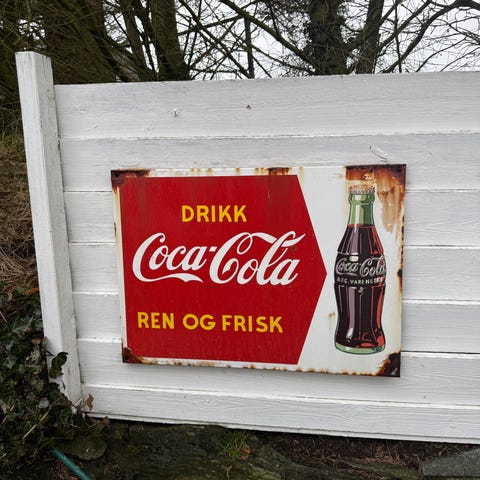 DRIKK
Coca-Cola
REN OG FRISK
Coca-Cola